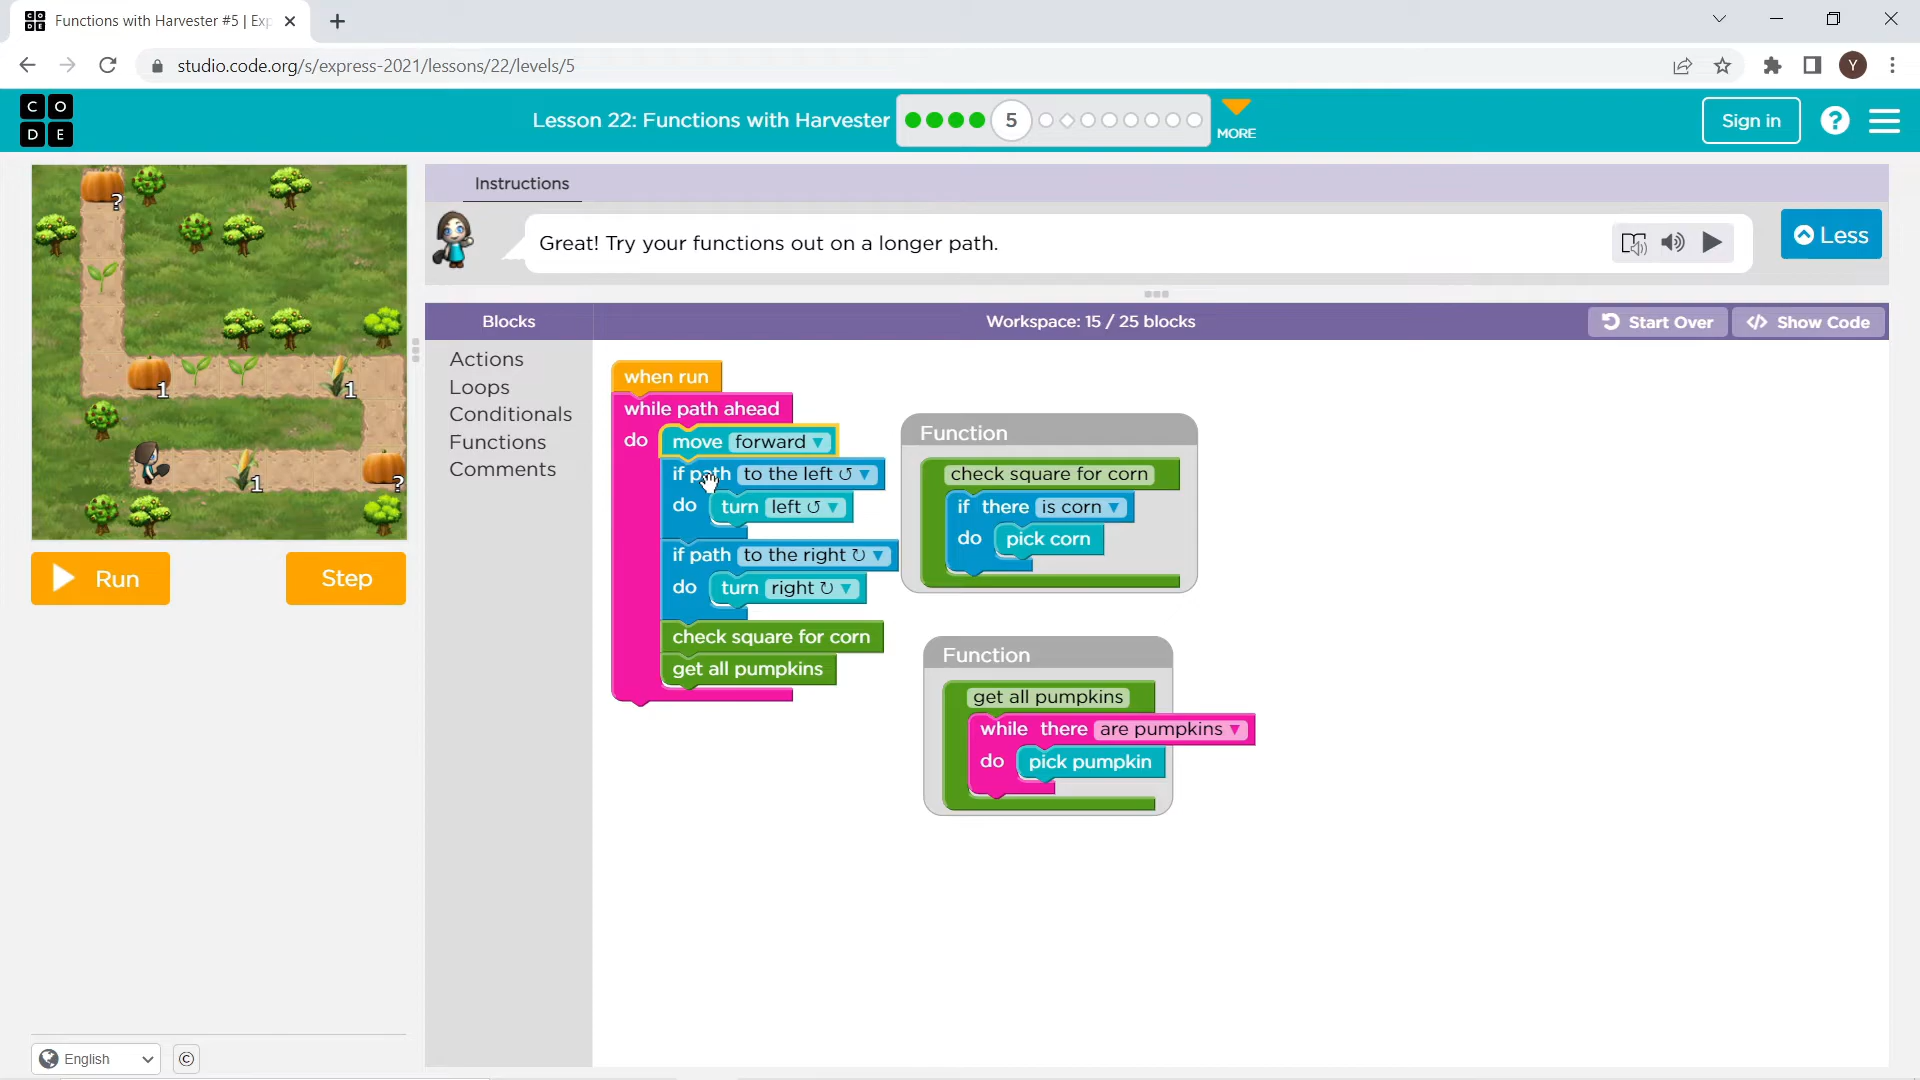 Functions with Harvester #5 | Exp
studio.code.org/s/express-2021/lessons/22/levels/5
Y
C O
D E
Lesson 22: Functions with Harvester
5
MORE
Sign in
?
Instructions
Great! Try your functions out on a longer path.
Less
Blocks
Workspace: 15 / 25 blocks
Start Over
</> Show Code
Actions
Loops
Conditionals
Functions
Comments
?
1
1
1
?
Run
Step
when run
while path ahead
do
move forward ▼
if path to the left ↺ ▼
do turn left ↺ ▼
if path to the right ↻ ▼
do turn right ↻ ▼
check square for corn
get all pumpkins
Function
check square for corn
if there is corn ▼
do pick corn
Function
get all pumpkins
while there are pumpkins ▼
do pick pumpkin
English
©